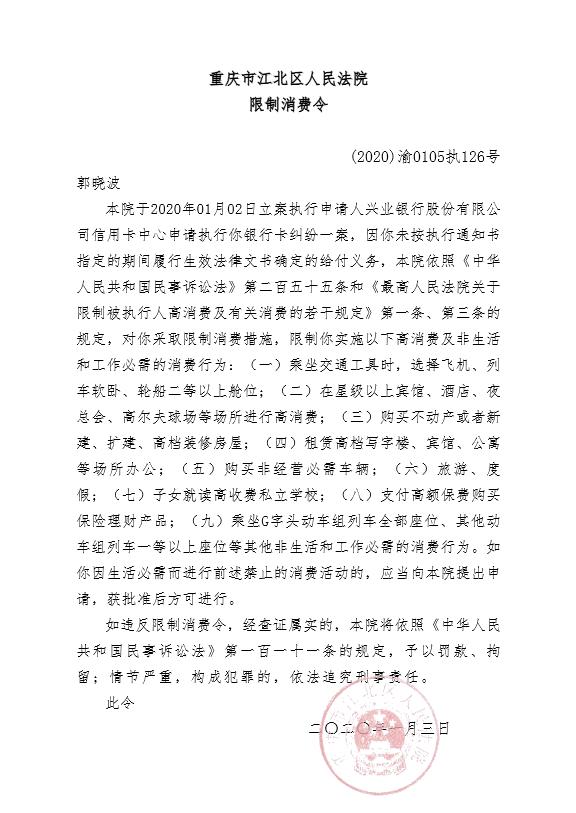 重庆市江北区人民法院
限制消费令
(2020)渝0105执126号
郭晓波
本院于2020年01月02日立案执行申请人兴业银行股份有限公
司信用卡中心申请执行你银行卡纠纷一案，因你未按执行通知书
指定的期间履行生效法律文书确定的给付义务，本院依照《中华
人民共和国民事诉讼法》第二百五十五条和《最高人民法院关于
限制被执行人高消费及有关消费的若干规定》第一条、第三条的
规定，对你采取限制消费措施，限制你实施以下高消费及非生活
和工作必需的消费行为：（一）乘坐交通工具时，选择飞机、列
车软卧、轮船二等以上舱位；（二）在星级以上宾馆、酒店、夜
总会、高尔夫球场等场所进行高消费；（三）购买不动产或者新
建、扩建、高档装修房屋；（四）租赁高档写字楼、宾馆、公寓
等场所办公；（五）购买非经营必需车辆；（六）旅游、度
假；（七）子女就读高收费私立学校；（八）支付高额保费购买
保险理财产品；（九）乘坐G字头动车组列车全部座位、其他动
车组列车一等以上座位等其他非生活和工作必需的消费行为。如
你因生活必需而进行前述禁止的消费活动的，应当向本院提出申
请，获批准后方可进行。
如违反限制消费令，经查证属实的，本院将依照《中华人民
共和国民事诉讼法》第一百一十一条的规定，予以罚款、拘
留；情节严重，构成犯罪的，依法追究刑事责任。
此令
二〇二〇年一月三日
重庆市江北区人民法院